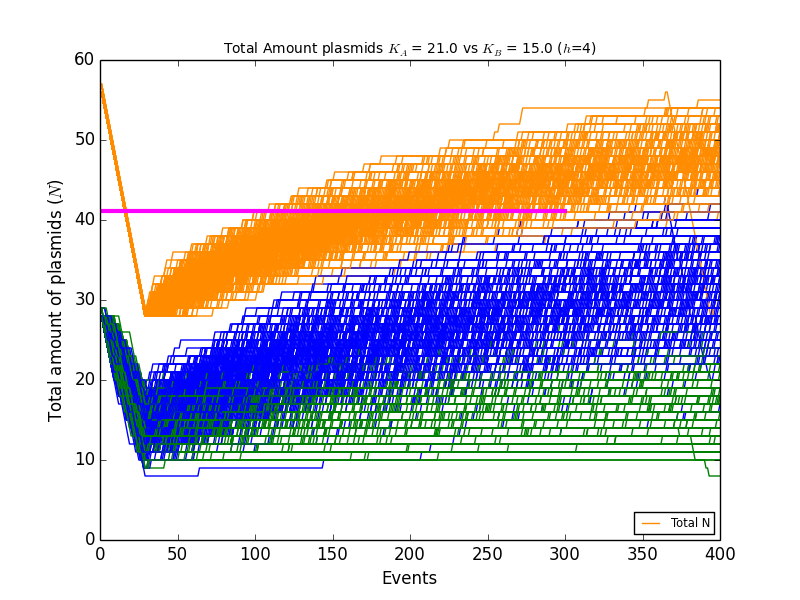 Total Amount plasmids K_A = 21.0 vs K_B = 15.0 (h=4)
60
50
40
30
20
10
0
Total amount of plasmids (N)
0 50 100 150 200 250 300 350 400
Events
Total N